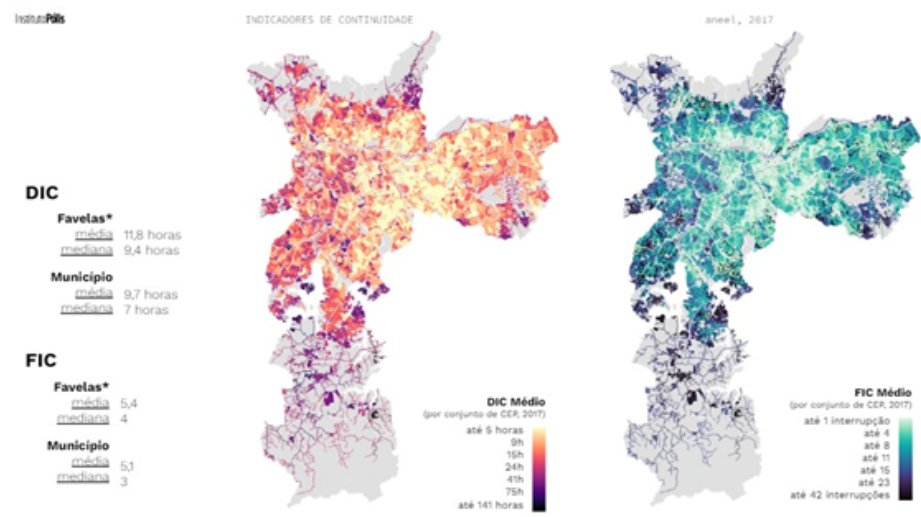 InstitutoPólis
INDICADORES DE CONTINUIDADE
aneel, 2017
DIC
Favelas*
média 11,8 horas
mediana 9,4 horas
Município
média 9,7 horas
mediana 7 horas
FIC
Favelas*
média 5,4
mediana 4
Município
média 5,1
mediana 3
DIC Médio
(por conjunto de CEP, 2017)
até 5 horas
9h
15h
24h
41h
75h
até 141 horas
FIC Médio
(por conjunto de CEP, 2017)
até 1 interrupção
até 4
até 8
até 11
até 15
até 23
até 42 interrupções